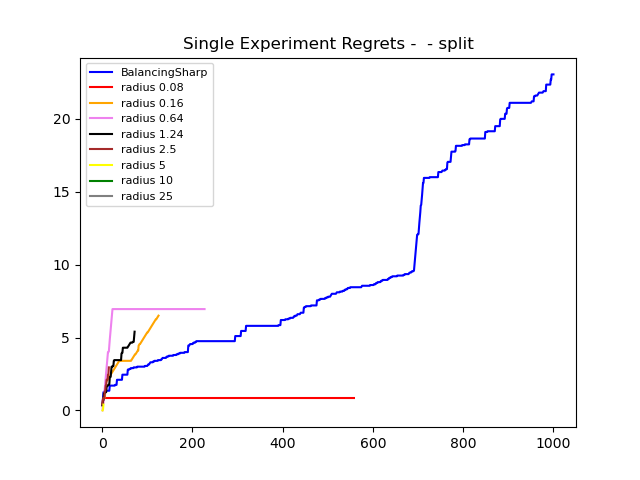 Single Experiment Regrets -  - split
BalancingSharp
radius 0.08
radius 0.16
radius 0.64
radius 1.24
radius 2.5
radius 5
radius 10
radius 25
20
15
10
5
0
0 200 400 600 800 1000